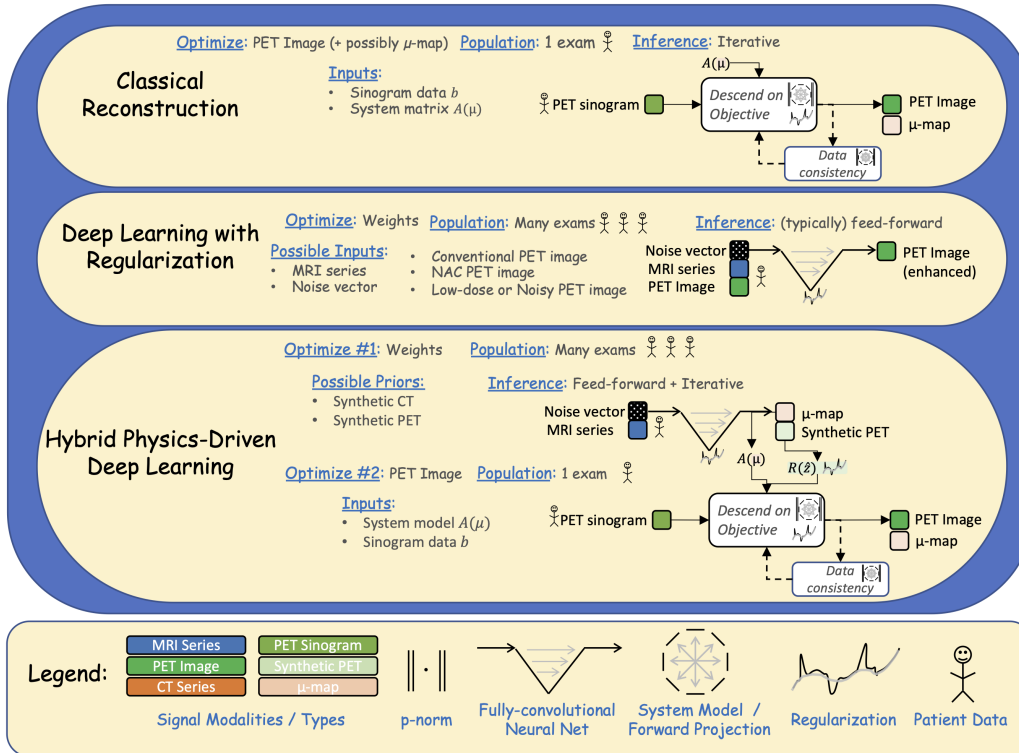 Optimize: PET Image (+ possibly μ-map) Population: 1 exam Inference: Iterative
Classical
Reconstruction
Inputs:
• Sinogram data b
• System matrix A(μ)
A(μ)
PET sinogram
Descend on
Objective
PET Image
μ-map
Data
consistency
Deep Learning with
Regularization
Optimize: Weights Population: Many exams Inference: (typically) feed-forward
Possible Inputs:
• MRI series
• Noise vector
• Conventional PET image
• NAC PET image
• Low-dose or Noisy PET image
Noise vector
MRI series
PET Image
PET Image
(enhanced)
Hybrid Physics-Driven
Deep Learning
Optimize #1: Weights Population: Many exams
Possible Priors:
• Synthetic CT
• Synthetic PET
Inference: Feed-forward + Iterative
Noise vector
MRI series
μ-map
Synthetic PET
A(μ)
R(ẑ)
Optimize #2: PET Image Population: 1 exam
Inputs:
• System model A(μ)
• Sinogram data b
PET sinogram
Descend on
Objective
PET Image
μ-map
Data
consistency
Legend:
MRI Series
PET Image
CT Series
PET Sinogram
Synthetic PET
μ-map
Signal Modalities / Types
p-norm
Fully-convolutional
Neural Net
System Model /
Forward Projection
Regularization
Patient Data